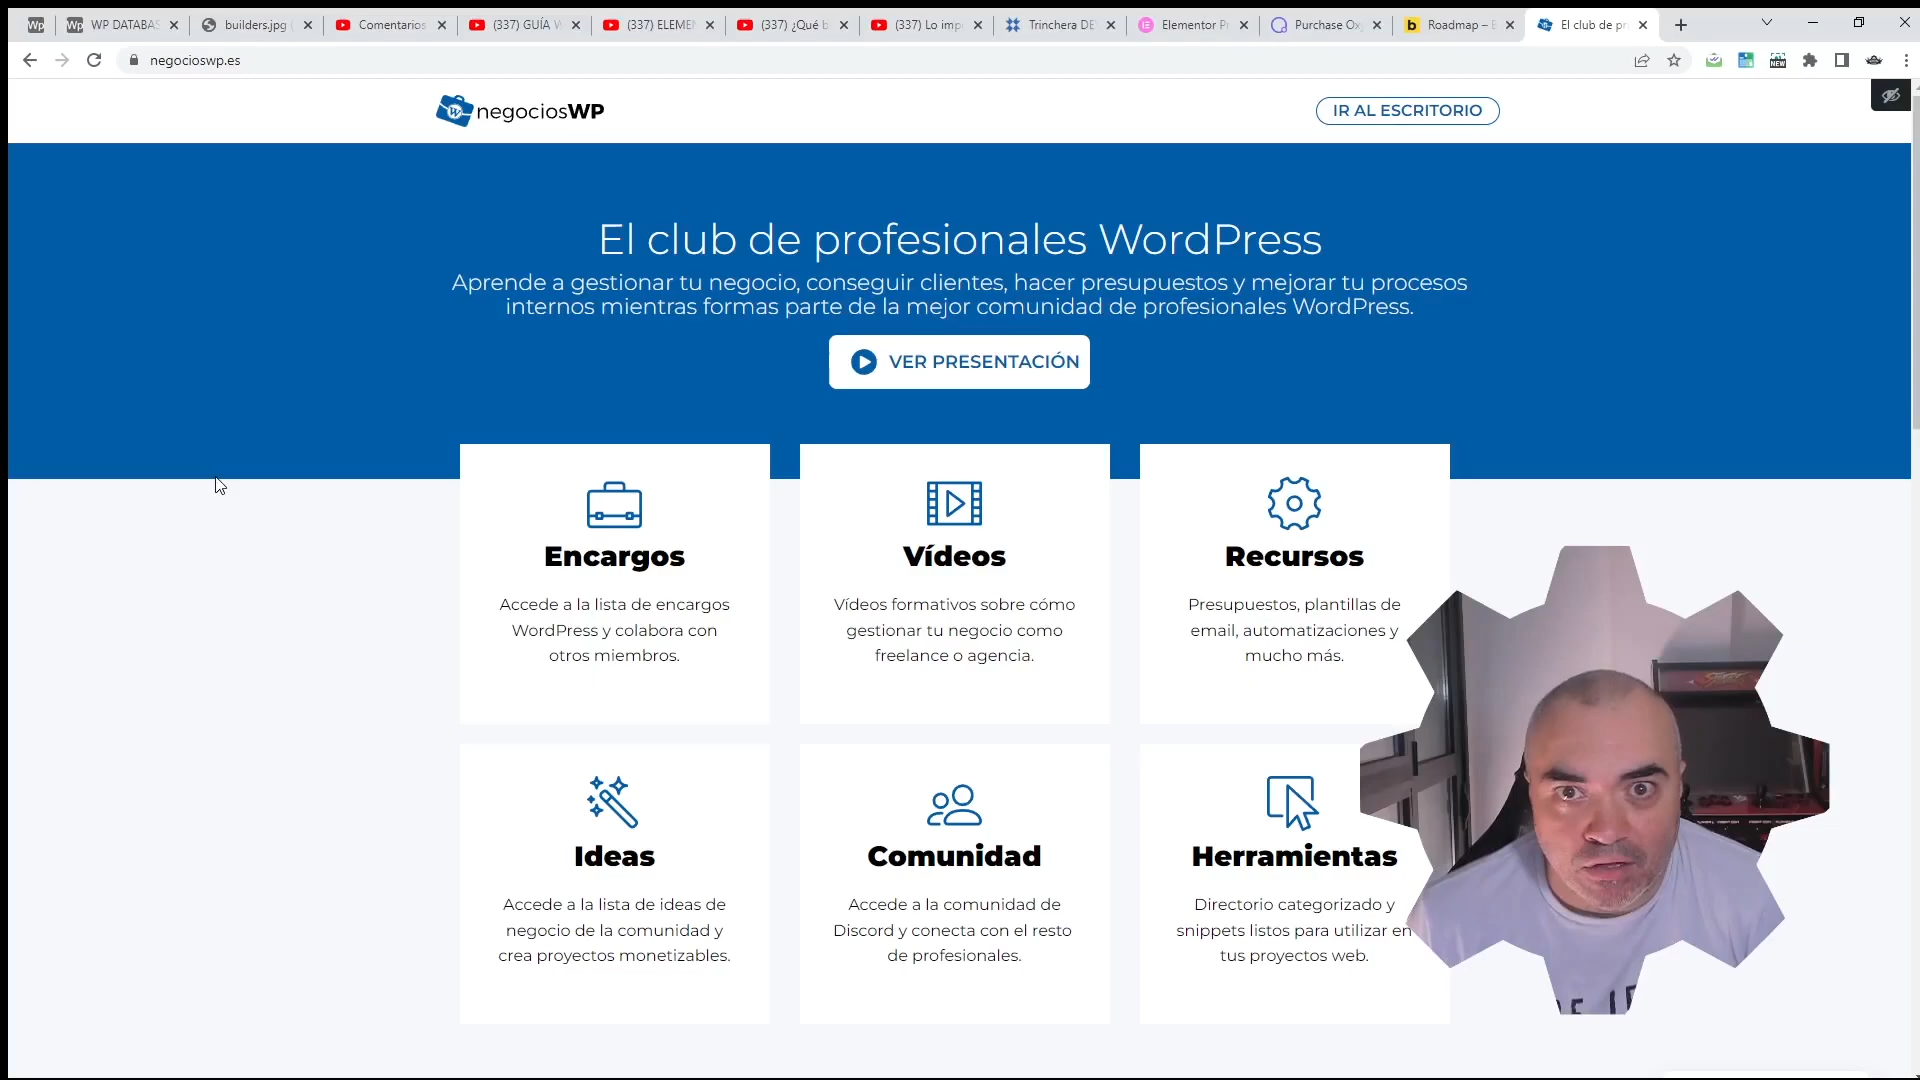 WP DATABAS
builders.jpg
Comentarios
(337) GUÍA W
(337) ELEMEN
(337) ¿Qué b
(337) Lo imp
Trinchera DE
Elementor Pr
Purchase Oxy
Roadmap – B
El club de pr
negocioswp.es
NEW
negociosWP
IR AL ESCRITORIO
El club de profesionales WordPress
Aprende a gestionar tu negocio, conseguir clientes, hacer presupuestos y mejorar tu procesos
internos mientras formas parte de la mejor comunidad de profesionales WordPress.
VER PRESENTACIÓN
Encargos
Accede a la lista de encargos
WordPress y colabora con
otros miembros.
Vídeos
Vídeos formativos sobre cómo
gestionar tu negocio como
freelance o agencia.
Recursos
Presupuestos, plantillas de
email, automatizaciones y
mucho más.
Ideas
Accede a la lista de ideas de
negocio de la comunidad y
crea proyectos monetizables.
Comunidad
Accede a la comunidad de
Discord y conecta con el resto
de profesionales.
Herramientas
Directorio categorizado y
snippets listos para utilizar en
tus proyectos web.